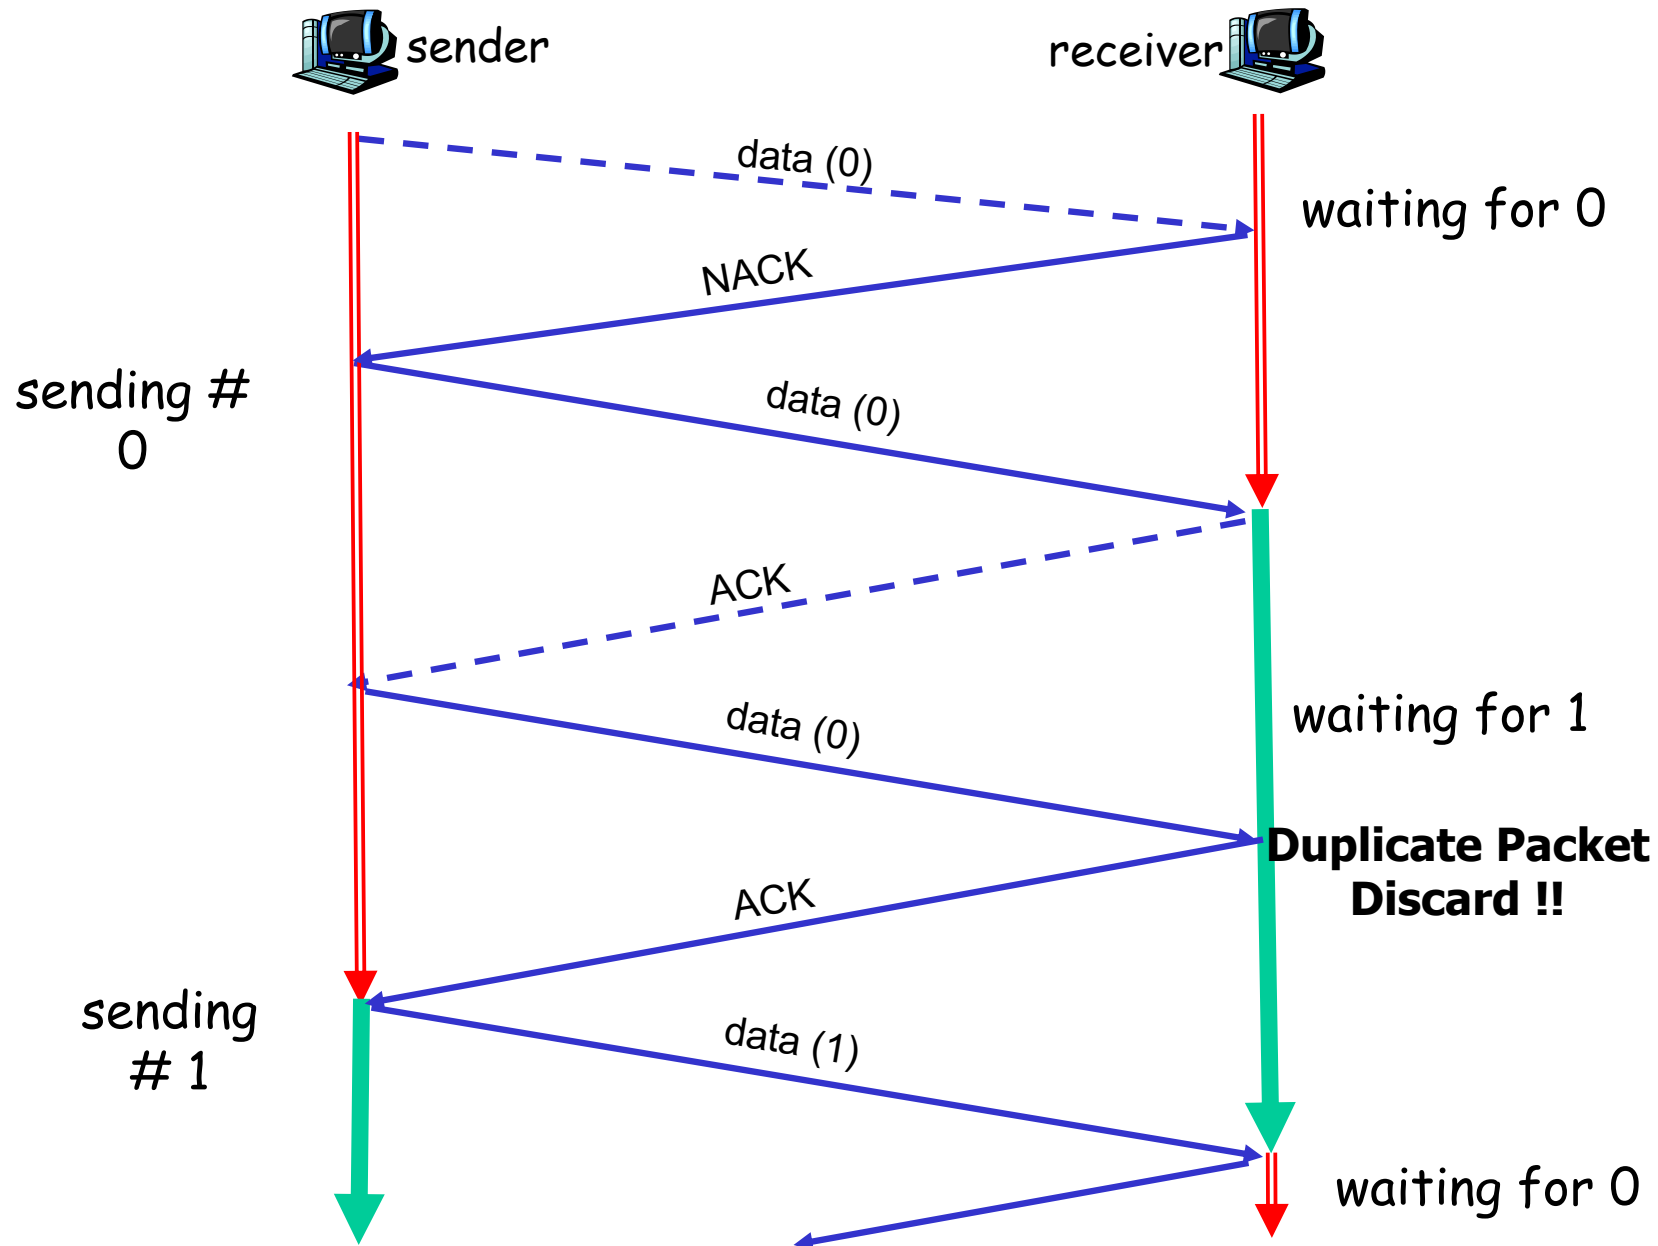 sender
receiver
data (0)
waiting for 0
NACK
sending #
0
data (0)
ACK
waiting for 1
data (0)
Duplicate Packet
Discard !!
ACK
sending
# 1
data (1)
waiting for 0